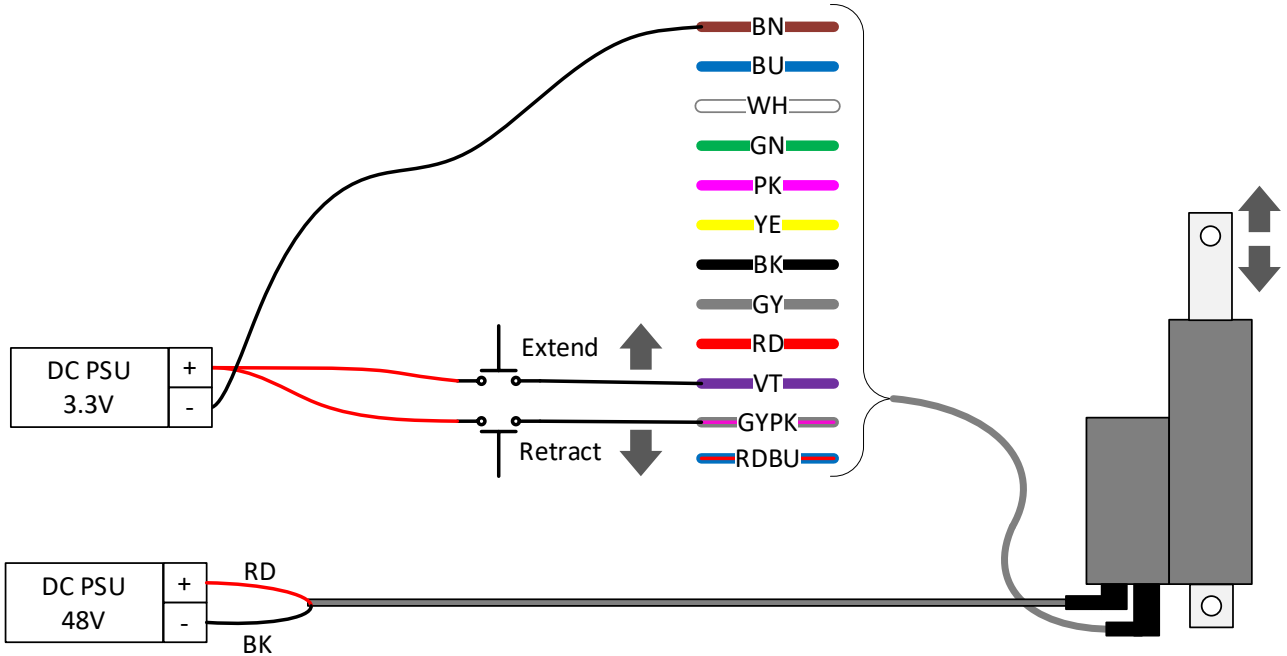 BN
BU
WH
GN
PK
YE
BK
GY
RD
VT
GYPK
RDBU
Extend
Retract
DC PSU
3.3V
+
-
DC PSU
48V
+
-
RD
BK